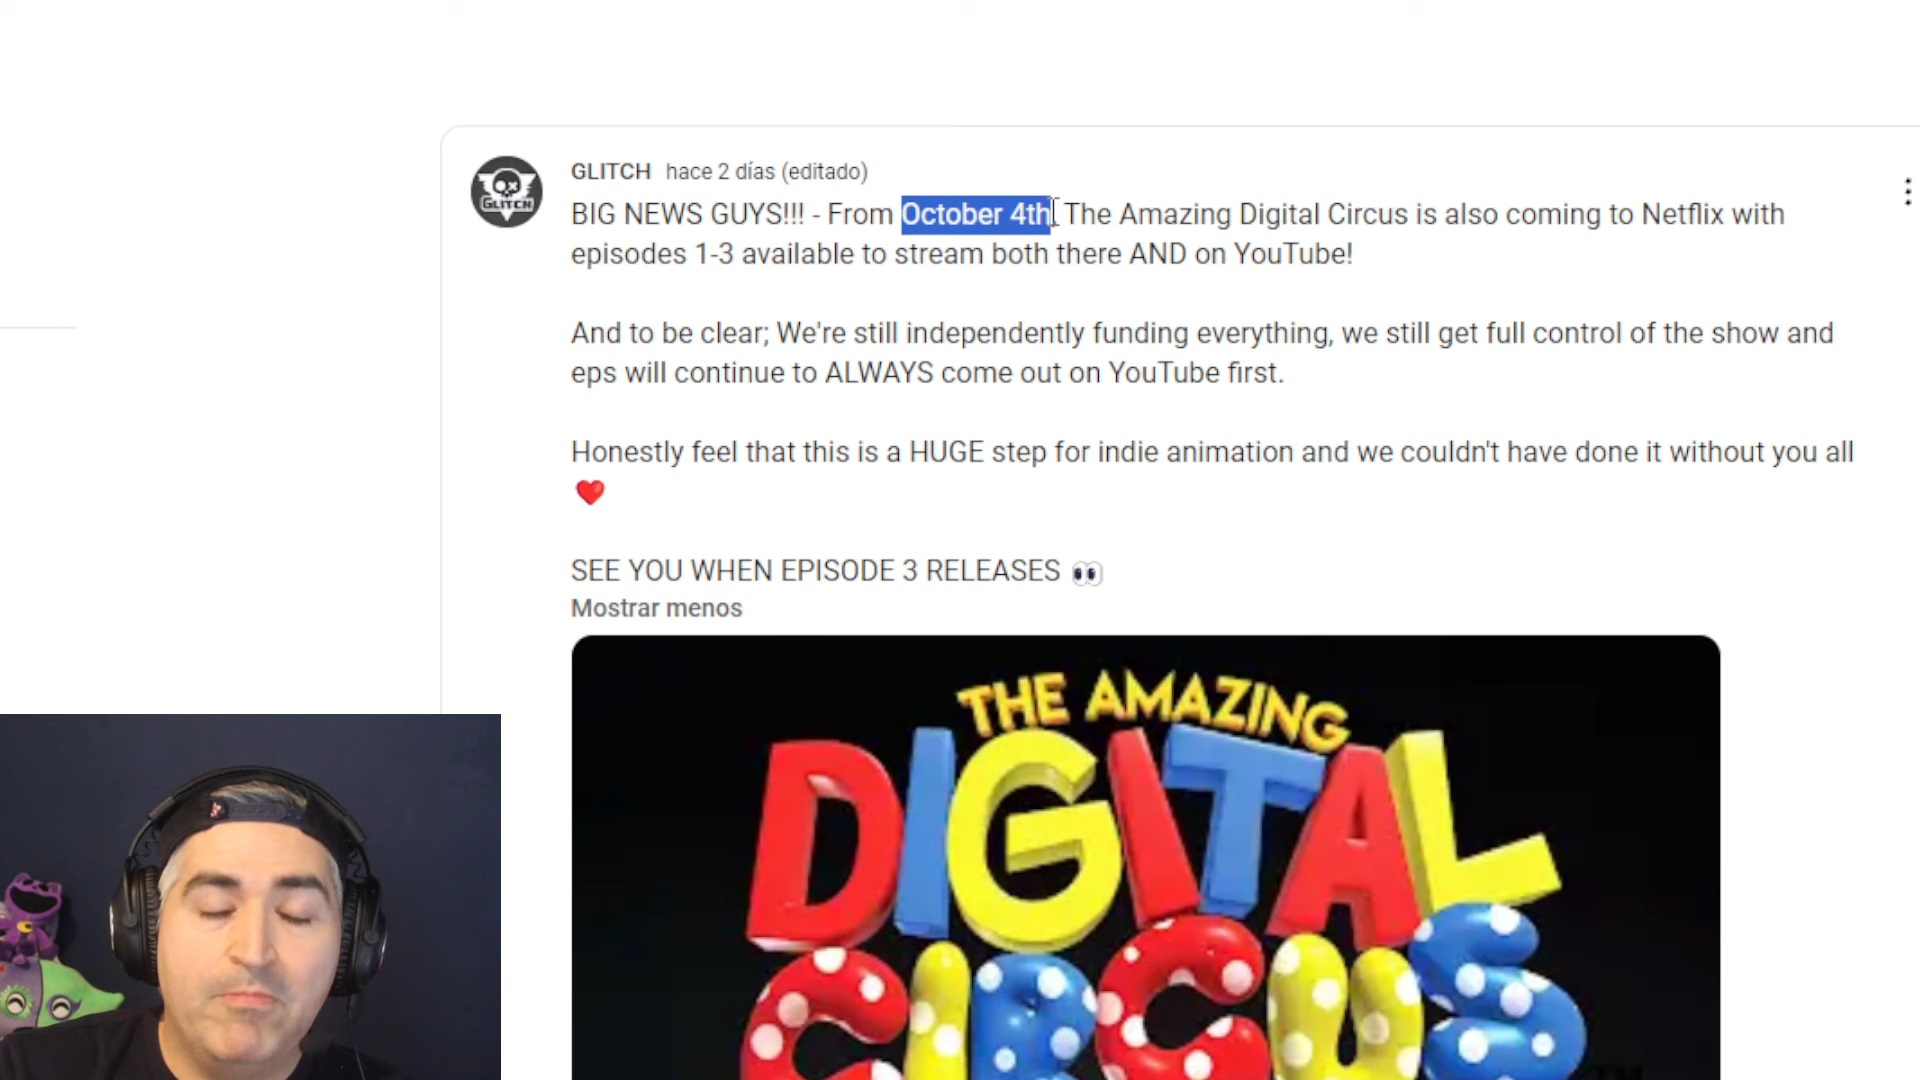 GLITCH hace 2 días (editado)
BIG NEWS GUYS!!! - From October 4th, The Amazing Digital Circus is also coming to Netflix with
episodes 1-3 available to stream both there AND on YouTube!
And to be clear; We're still independently funding everything, we still get full control of the show and
eps will continue to ALWAYS come out on YouTube first.
Honestly feel that this is a HUGE step for indie animation and we couldn't have done it without you all
❤️
SEE YOU WHEN EPISODE 3 RELEASES 👀
Mostrar menos
GLITCH
THE AMAZING
DIGITAL
CIRCUS
TM